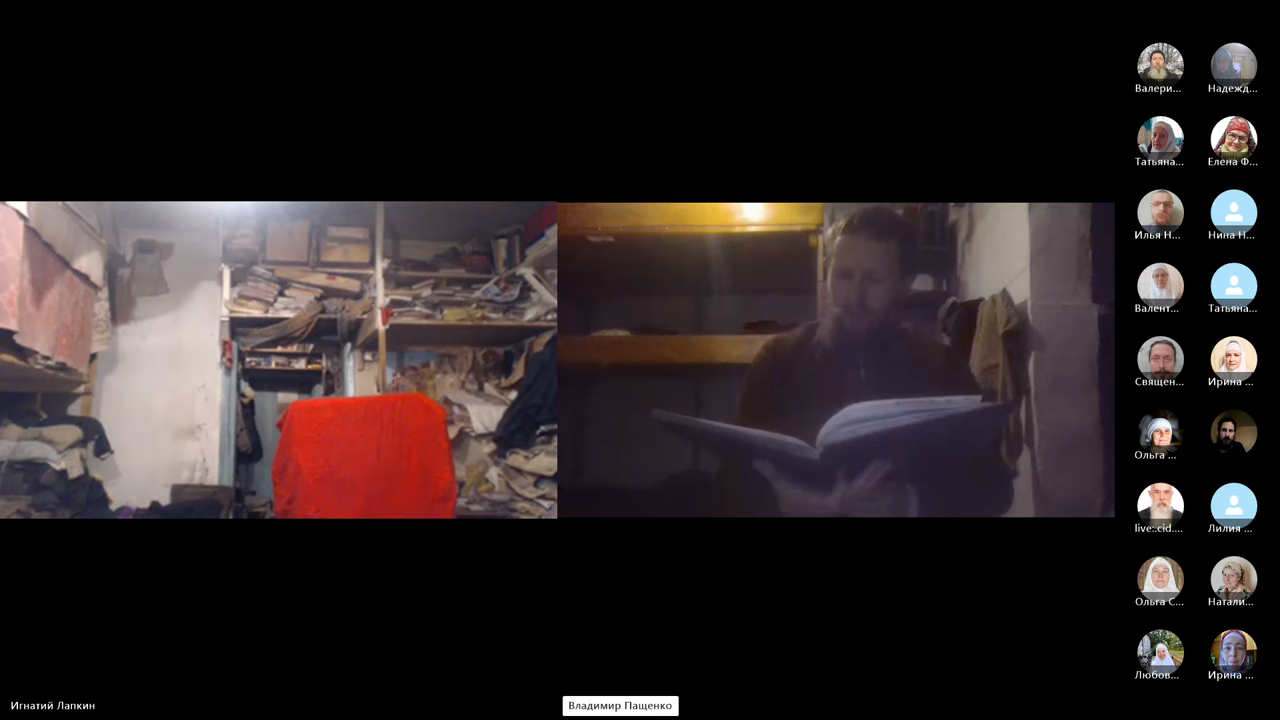 Валери...
Надежд...
Татьяна...
Елена Ф...
Илья Н...
Нина Н...
Валент...
Татьяна...
Священ...
Ирина ...
Ольга ...
live:.cid....
Лилия ...
Ольга С...
Натали...
Любов...
Ирина ...
Игнатий Лапкин
Владимир Пащенко